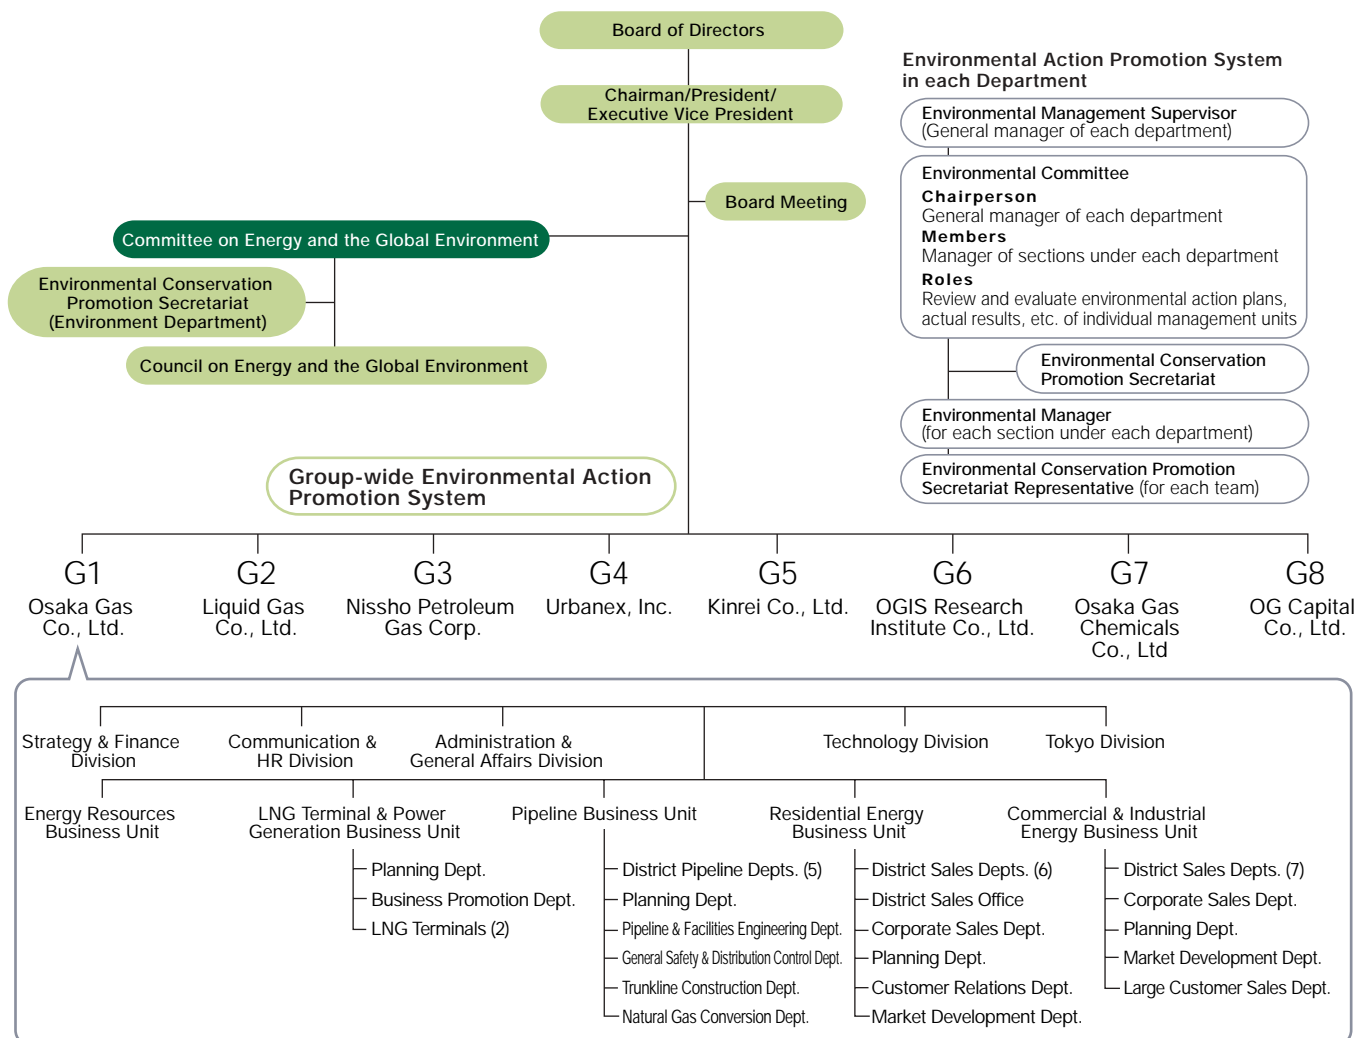 Board of Directors
Chairman/President/
Executive Vice President
Board Meeting
Committee on Energy and the Global Environment
Environmental Conservation
Promotion Secretariat
(Environment Department)
Council on Energy and the Global Environment
Environmental Action Promotion System
in each Department
Environmental Management Supervisor
(General manager of each department)
Environmental Committee
Chairperson
General manager of each department
Members
Manager of sections under each department
Roles
Review and evaluate environmental action plans,
actual results, etc. of individual management units
Environmental Conservation
Promotion Secretariat
Environmental Manager
(for each section under each department)
Environmental Conservation Promotion
Secretariat Representative (for each team)
Group-wide Environmental Action
Promotion System
G1
Osaka Gas
Co., Ltd.
G2
Liquid Gas
Co., Ltd.
G3
Nissho Petroleum
Gas Corp.
G4
Urbanex, Inc.
G5
Kinrei Co., Ltd.
G6
OGIS Research
Institute Co., Ltd.
G7
Osaka Gas
Chemicals
Co., Ltd
G8
OG Capital
Co., Ltd.
Strategy & Finance
Division
Communication &
HR Division
Administration &
General Affairs Division
Technology Division
Tokyo Division
Energy Resources
Business Unit
LNG Terminal & Power
Generation Business Unit
Planning Dept.
Business Promotion Dept.
LNG Terminals (2)
Pipeline Business Unit
District Pipeline Depts. (5)
Planning Dept.
Pipeline & Facilities Engineering Dept.
General Safety & Distribution Control Dept.
Trunkline Construction Dept.
Natural Gas Conversion Dept.
Residential Energy
Business Unit
District Sales Depts. (6)
District Sales Office
Corporate Sales Dept.
Planning Dept.
Customer Relations Dept.
Market Development Dept.
Commercial & Industrial
Energy Business Unit
District Sales Depts. (7)
Corporate Sales Dept.
Planning Dept.
Market Development Dept.
Large Customer Sales Dept.